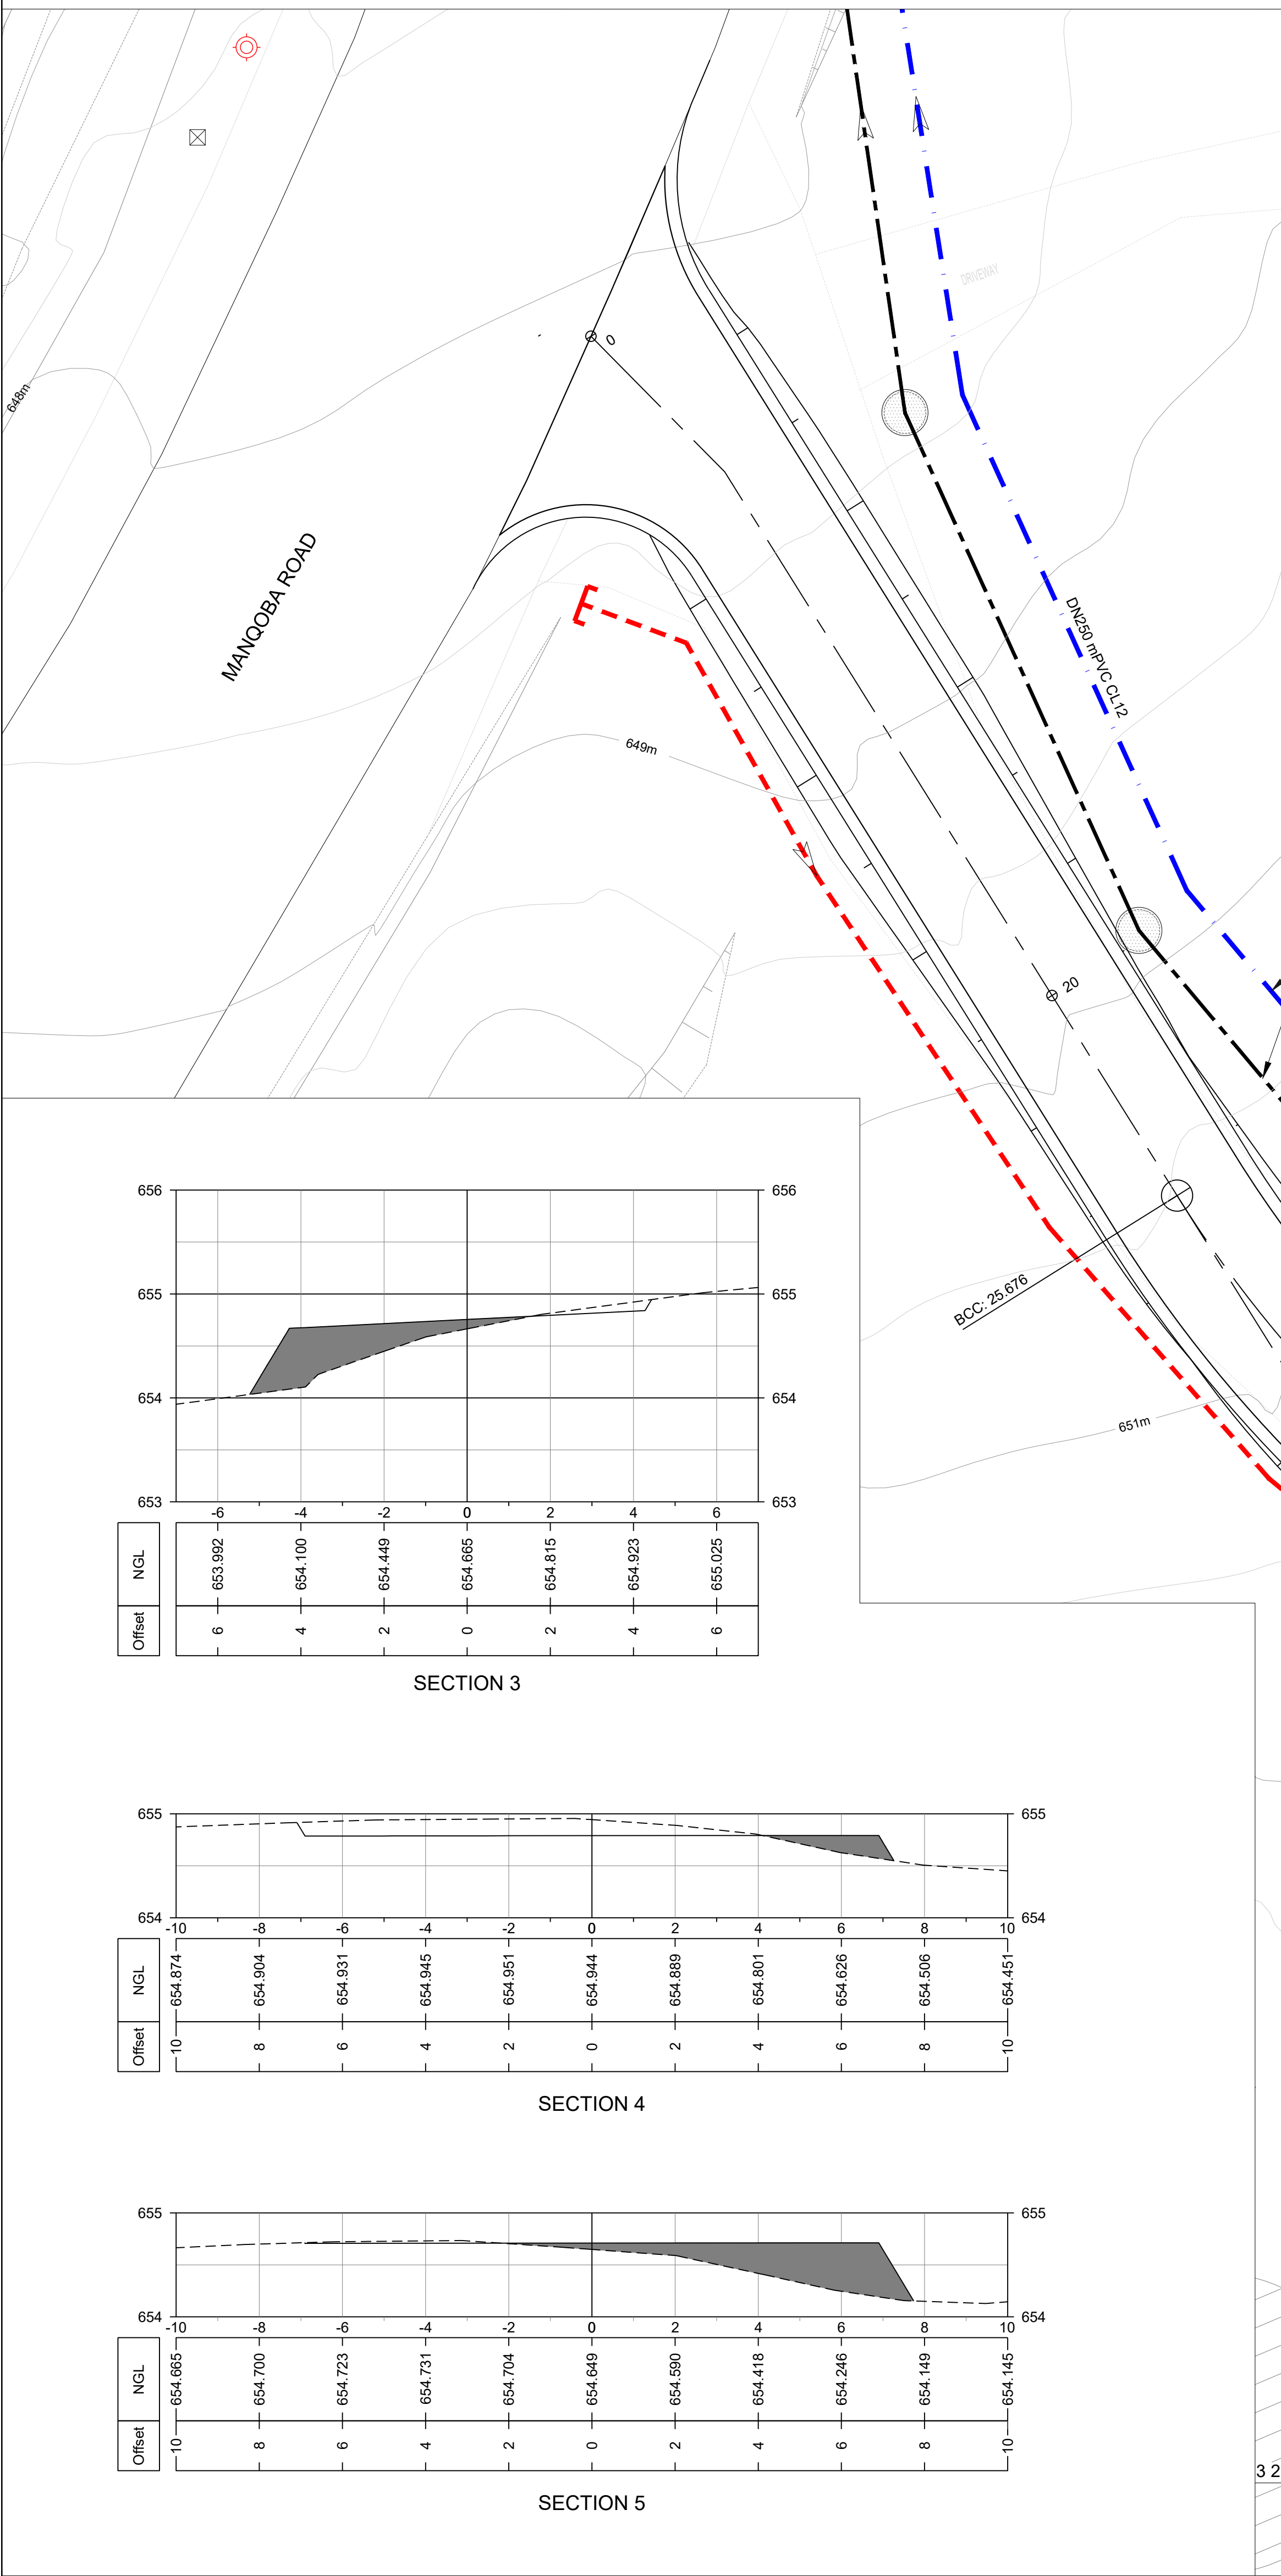 DRIVEWAY
0
648m
MANQOBA ROAD
DN250 mPVC CL12
649m
20
BCC: 25.676
651m
656 656
655 655
654 654
653 653
-6 -4 -2 0 2 4 6
NGL 653.992 654.100 654.449 654.665 654.815 654.923 655.025
Offset 6 4 2 0 2 4 6
SECTION 3
655 655
654 654
-10 -8 -6 -4 -2 0 2 4 6 8 10
NGL 654.874 654.904 654.931 654.945 654.951 654.944 654.889 654.801 654.626 654.506 654.451
Offset 10 8 6 4 2 0 2 4 6 8 10
SECTION 4
655 655
654 654
-10 -8 -6 -4 -2 0 2 4 6 8 10
NGL 654.665 654.700 654.723 654.731 654.704 654.649 654.590 654.418 654.246 654.149 654.145
Offset 10 8 6 4 2 0 2 4 6 8 10
3 2
SECTION 5